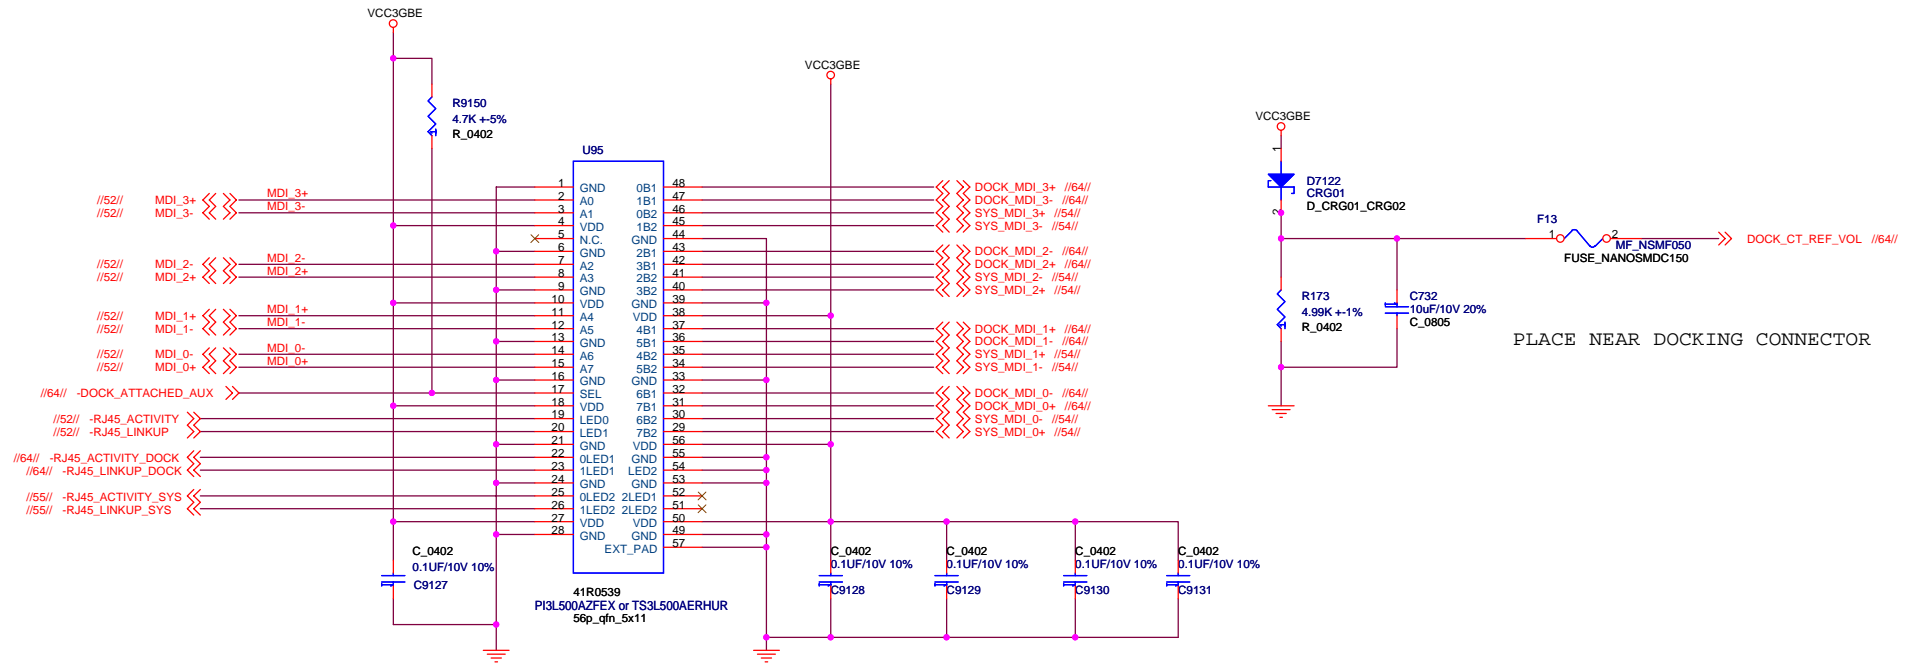 VCC3GBE
R9150
4.7K +-5%
R_0402
1
U95
VCC3GBE
//52// MDI_3+ MDI_3+
//52// MDI_3- MDI_3-
//52// MDI_2- MDI_2-
//52// MDI_2+ MDI_2+
//52// MDI_1+ MDI_1+
//52// MDI_1- MDI_1-
//52// MDI_0- MDI_0-
//52// MDI_0+ MDI_0+
//64// -DOCK_ATTACHED_AUX
//52// -RJ45_ACTIVITY
//52// -RJ45_LINKUP
//64// -RJ45_ACTIVITY_DOCK
//64// -RJ45_LINKUP_DOCK
//55// -RJ45_ACTIVITY_SYS
//55// -RJ45_LINKUP_SYS
1 GND
2 A0
3 A1
4 VDD
5 N.C.
6 GND
7 A2
8 A3
9 GND
10 VDD
11 A4
12 A5
13 GND
14 A6
15 A7
16 GND
17 SEL
18 VDD
19 LED0
20 LED1
21 GND
22 0LED1
23 1LED1
24 GND
25 0LED2
26 1LED2
27 VDD
28 GND
0B1 48 DOCK_MDI_3+ //64//
1B1 47 DOCK_MDI_3- //64//
0B2 46 SYS_MDI_3+ //54//
1B2 45 SYS_MDI_3- //54//
GND 44
2B1 43 DOCK_MDI_2- //64//
3B1 42 DOCK_MDI_2+ //64//
2B2 41 SYS_MDI_2- //54//
3B2 40 SYS_MDI_2+ //54//
GND 39
VDD 38
4B1 37 DOCK_MDI_1+ //64//
5B1 36 DOCK_MDI_1- //64//
4B2 35 SYS_MDI_1+ //54//
5B2 34 SYS_MDI_1- //54//
GND 33
6B1 32 DOCK_MDI_0- //64//
7B1 31 DOCK_MDI_0+ //64//
6B2 30 SYS_MDI_0- //54//
7B2 29 SYS_MDI_0+ //54//
VDD 56
GND 55
LED2 54
GND 53
2LED1 52
2LED2 51
VDD 50
GND 49
EXT_PAD 57
41R0539
PI3L500AZFEX or TS3L500AERHUR
56p_qfn_5x11
C_0402
0.1UF/10V 10%
C9127
C_0402
0.1UF/10V 10%
C9128
C_0402
0.1UF/10V 10%
C9129
C_0402
0.1UF/10V 10%
C9130
C_0402
0.1UF/10V 10%
C9131
VCC3GBE
1
D7122
CRG01
D_CRG01_CRG02
2
F13
1 2
MF_NSMF050
FUSE_NANOSMDC150
DOCK_CT_REF_VOL //64//
R173
4.99K +-1%
R_0402
1
C732
10uF/10V 20%
C_0805
PLACE NEAR DOCKING CONNECTOR